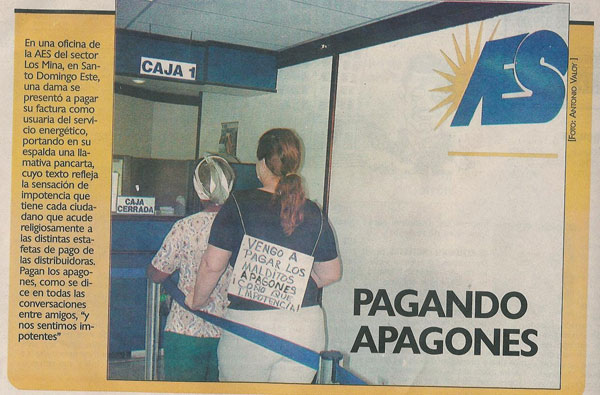 En una oficina de
la AES del sector
Los Mina, en San-
to Domingo Este,
una dama se
presentó a pagar
su factura como
usuaria del servi-
cio energético,
portando en su
espalda una lla-
mativa pancarta,
cuyo texto refleja
la sensación de
impotencia que
tiene cada ciuda-
dano que acude
religiosamente a
las distintas esta-
fetas de pago de
las distribuidoras.
Pagan los apago-
nes, como se di-
ce en todas las
conversaciones
entre amigos, “y
nos sentimos im-
potentes”
CAJA 1
CAJA
CERRADA
VENGO A
PAGAR LOS
MALDITOS
APAGONES
¡COÑO QUE
IMPOTENCIA!
AES
[FOTO: ANTONIO VALDY]
PAGANDO
APAGONES